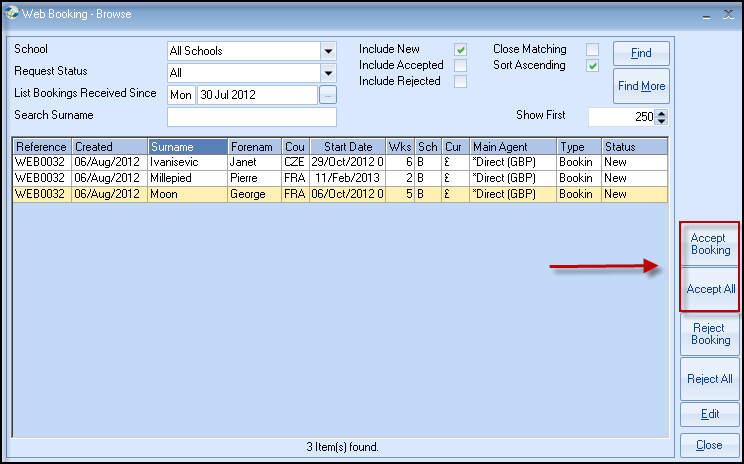 Web Booking - Browse
School All Schools Include New Close Matching Find
Request Status All Include Accepted Sort Ascending
List Bookings Received Since Mon 30 Jul 2012 ... Include Rejected Find More
Search Surname Show First 250
Reference Created Surname Forenam Cou Start Date Wks Sch Cur Main Agent Type Status
WEB0032 06/Aug/2012 Ivanisevic Janet CZE 29/Oct/2012 0 6 B £ *Direct (GBP) Bookin New
WEB0032 06/Aug/2012 Millepied Pierre FRA 11/Feb/2013 2 B £ *Direct (GBP) Bookin New
WEB0032 06/Aug/2012 Moon George FRA 06/Oct/2012 0 5 B £ *Direct (GBP) Bookin New
Accept
Booking
Accept All
Reject
Booking
Reject All
Edit
3 Item(s) found.
Close